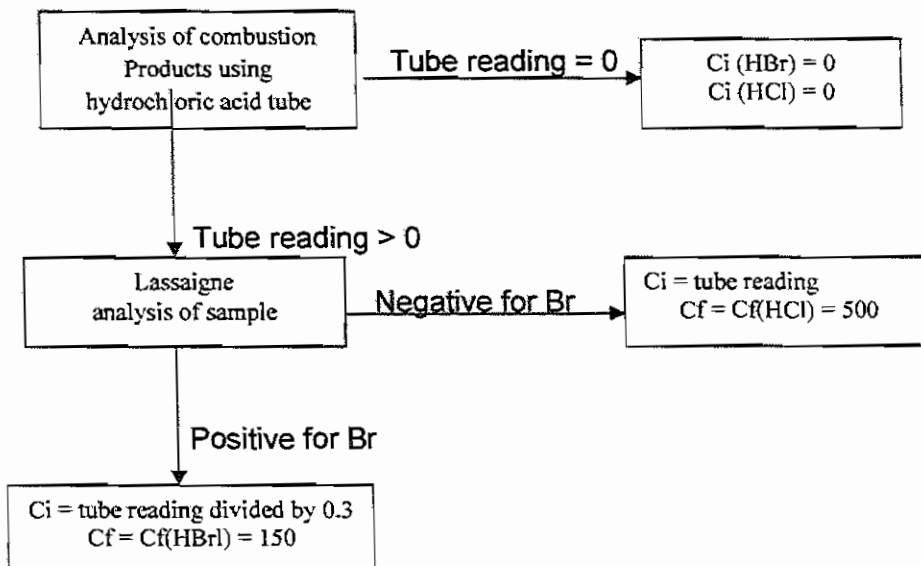 Analysis of combustion
Products using
hydrochloric acid tube
Tube reading = 0
Ci (HBr) = 0
Ci (HCl) = 0
Tube reading > 0
Lassaigne
analysis of sample
Negative for Br
Ci = tube reading
Cf = Cf(HCl) = 500
Positive for Br
Ci = tube reading divided by 0.3
Cf = Cf(HBrl) = 150